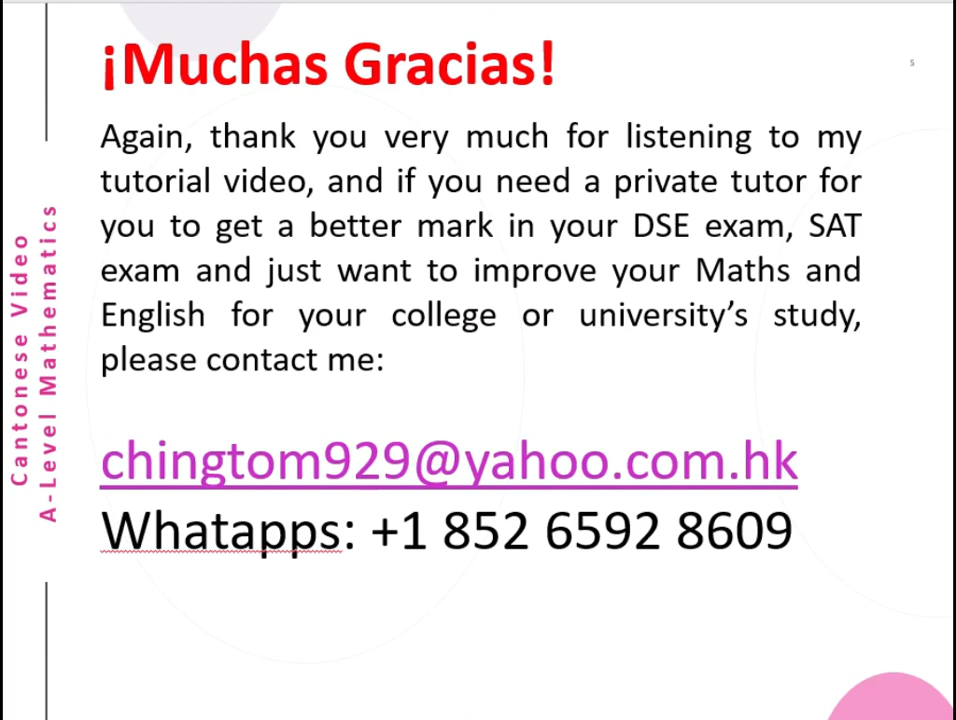 ¡Muchas Gracias!
5
Again, thank you very much for listening to my
tutorial video, and if you need a private tutor for
you to get a better mark in your DSE exam, SAT
exam and just want to improve your Maths and
English for your college or university’s study,
please contact me:
chingtom929@yahoo.com.hk
Whatapps: +1 852 6592 8609
Cantonese Video
A-Level Mathematics